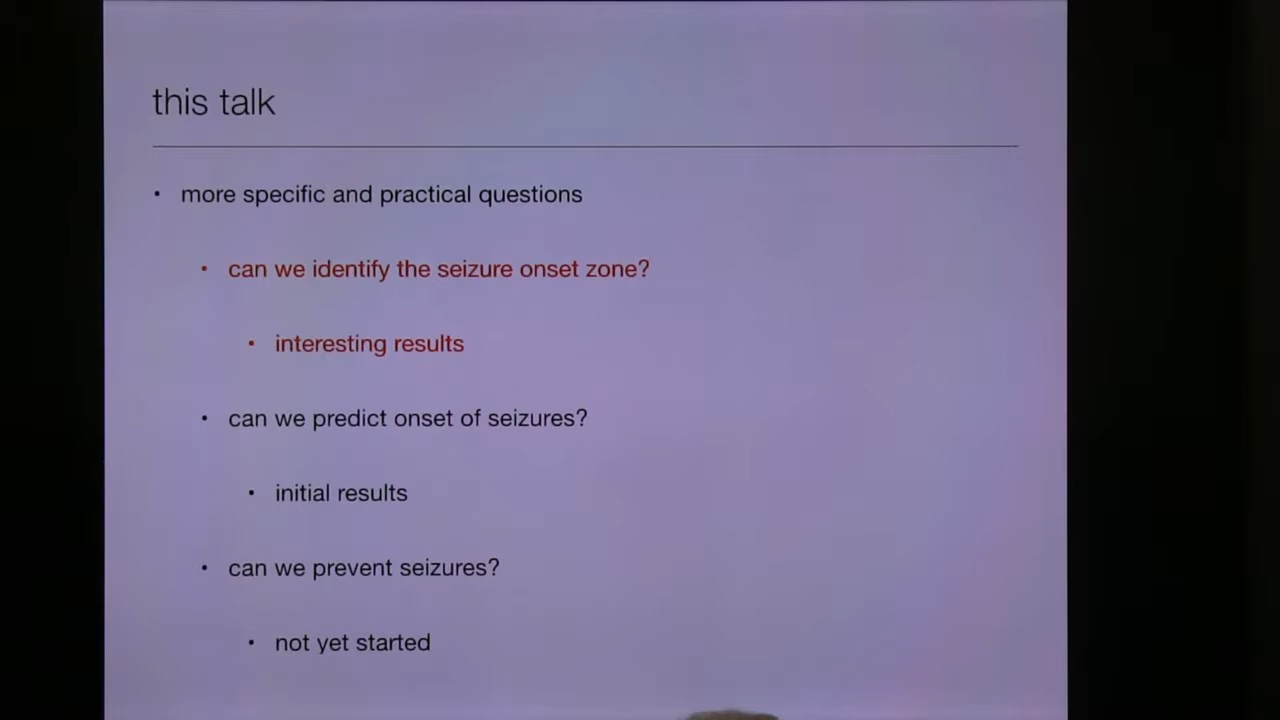 this talk
• more specific and practical questions
• can we identify the seizure onset zone?
• interesting results
• can we predict onset of seizures?
• initial results
• can we prevent seizures?
• not yet started